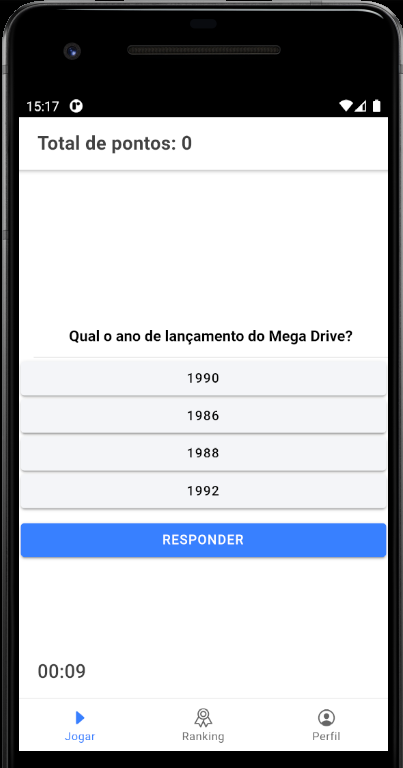 15:17
Total de pontos: 0
Qual o ano de lançamento do Mega Drive?
1990
1986
1988
1992
RESPONDER
00:09
Jogar Ranking Perfil